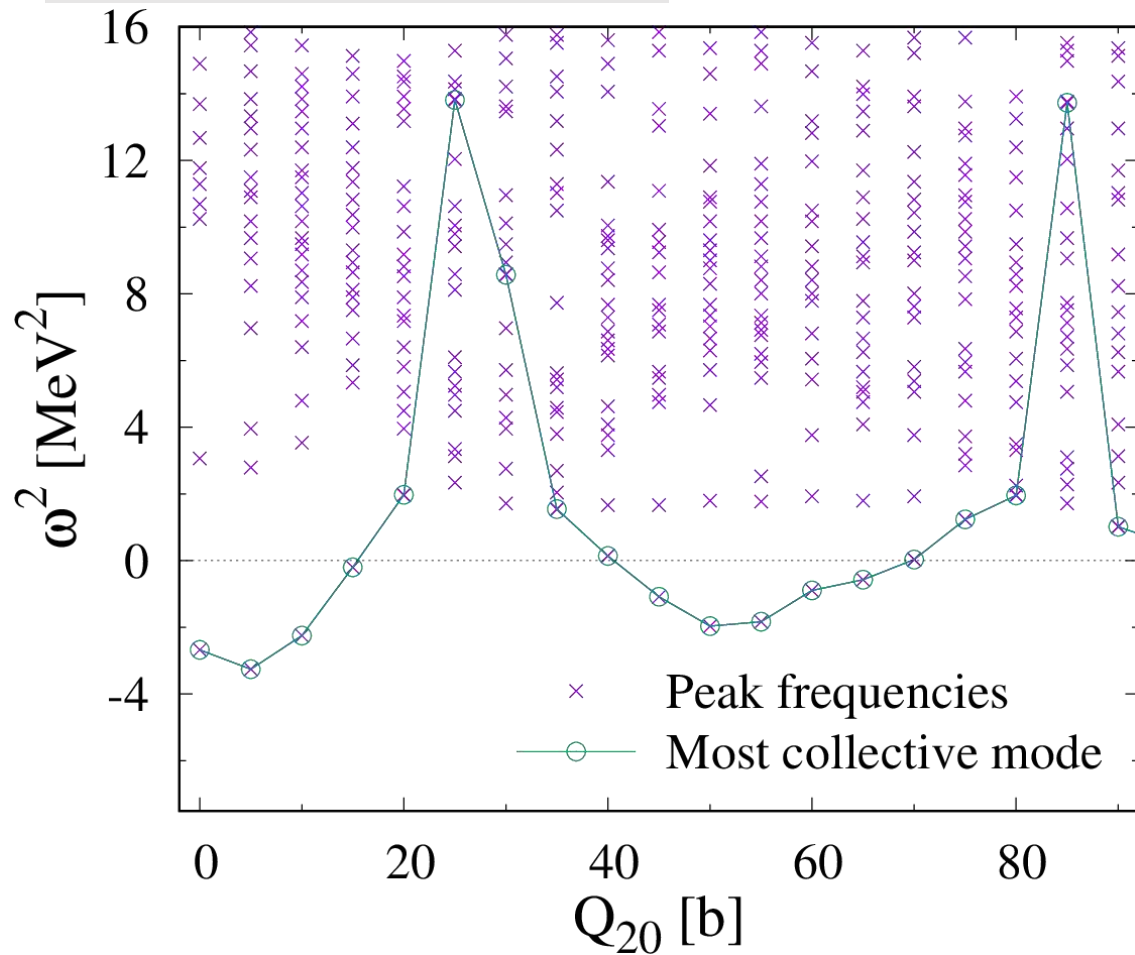 16
12
8
4
0
-4
ω² [MeV²]
Peak frequencies
Most collective mode
0 20 40 60 80
Q₂₀ [b]